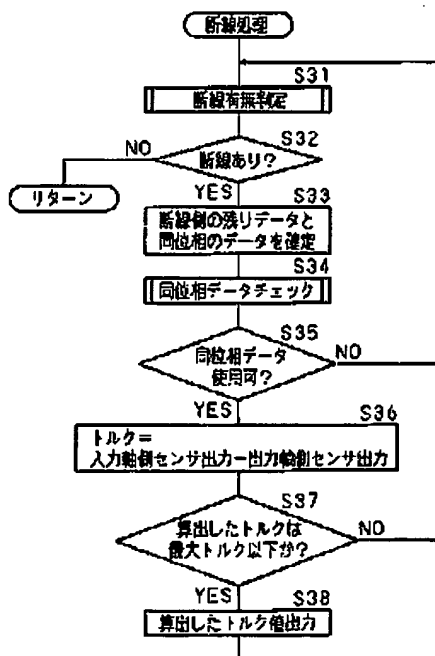 断線処理
S31
断線有無判定
S32
断線あり?
NO
リターン
YES
S33
断線側の残りデータと
同位相のデータを確定
S34
同位相データチェック
S35
同位相データ
使用可?
NO
YES
S36
トルク=
入力軸側センサ出力ー出力軸側センサ出力
S37
算出したトルクは
最大トルク以下か?
NO
YES
S38
算出したトルク値出力